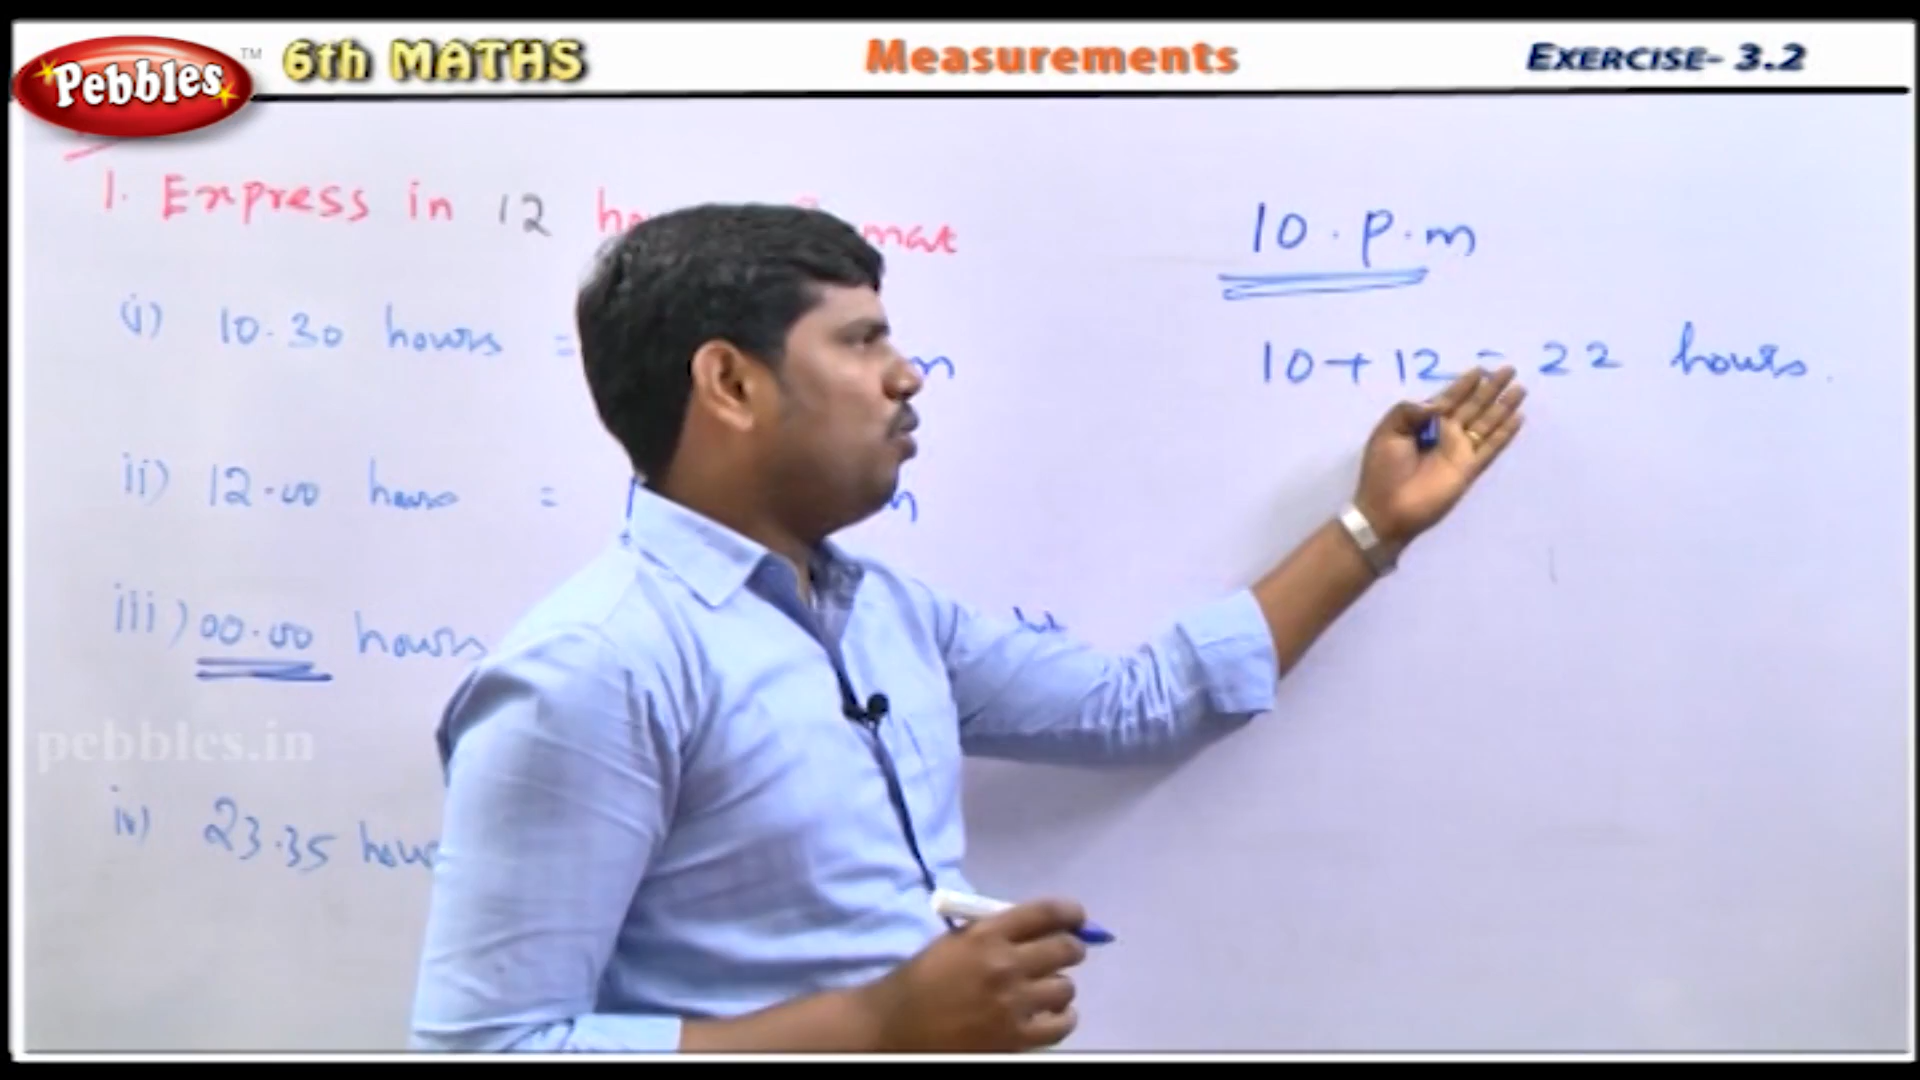 Pebbles™ 6th MATHS Measurements EXERCISE- 3.2
1. Express in 12
10.p.m
(i) 10.30 hours =
10+12 = 22 hours.
ii) 12.00 hours =
iii) 00.00 hours
pebbles.in
iv) 23.35